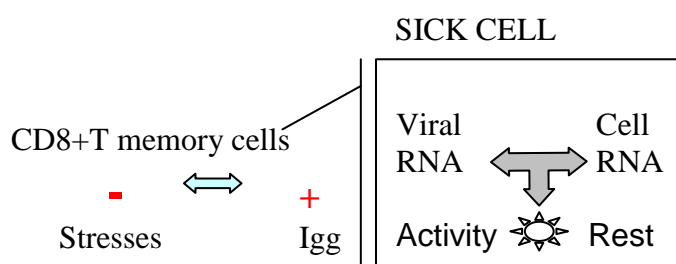 SICK CELL
CD8+T memory cells
-
+
Stresses
Igg
Viral
RNA
Cell
RNA
Activity
Rest